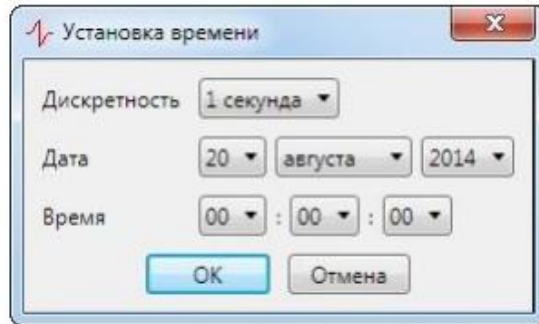 Установка времени
Дискретность 1 секунда
Дата 20 августа 2014
Время 00 : 00 : 00
OK Отмена